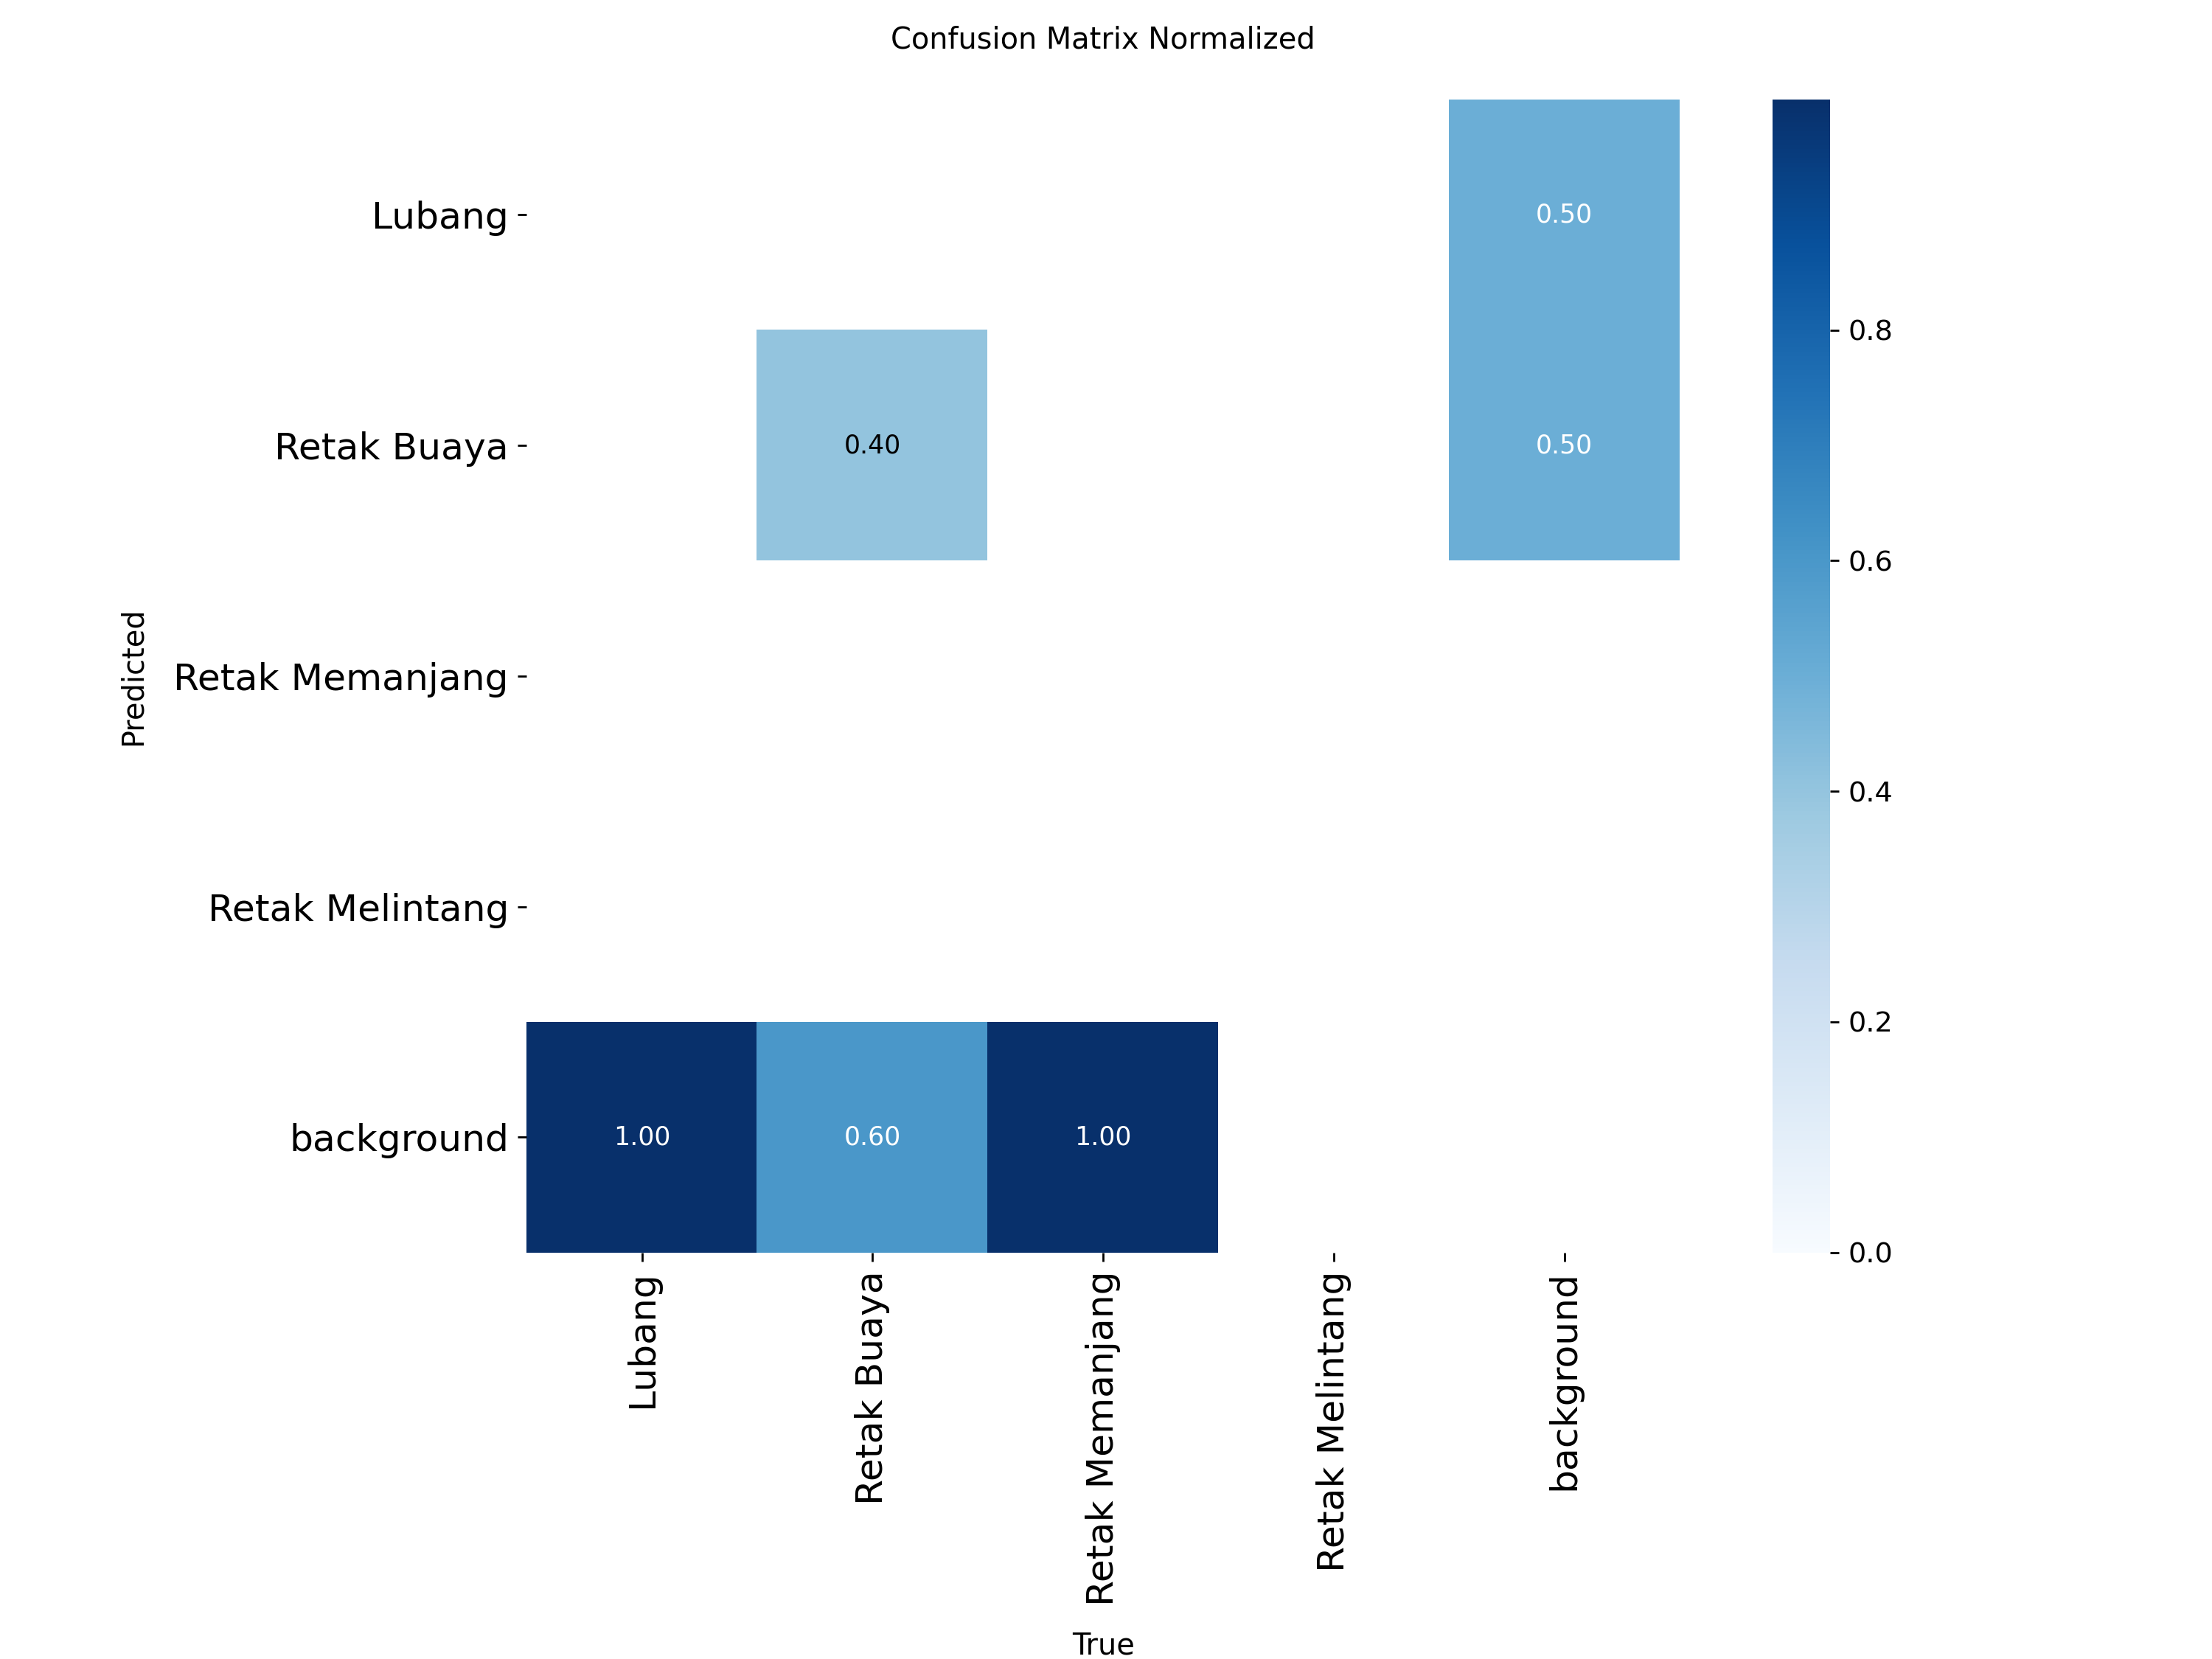 Confusion Matrix Normalized
Predicted
Lubang
0.50
Retak Buaya
0.40
0.50
Retak Memanjang
Retak Melintang
background
1.00
0.60
1.00
Lubang
Retak Buaya
Retak Memanjang
Retak Melintang
background
True
0.8
0.6
0.4
0.2
0.0